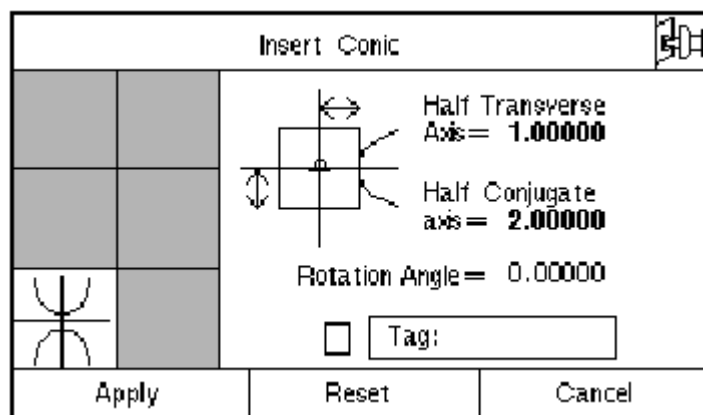 Insert Conic
Half Transverse
Axis = 1.00000
Half Conjugate
axis = 2.00000
Rotation Angle = 0.00000
Tag:
Apply Reset Cancel